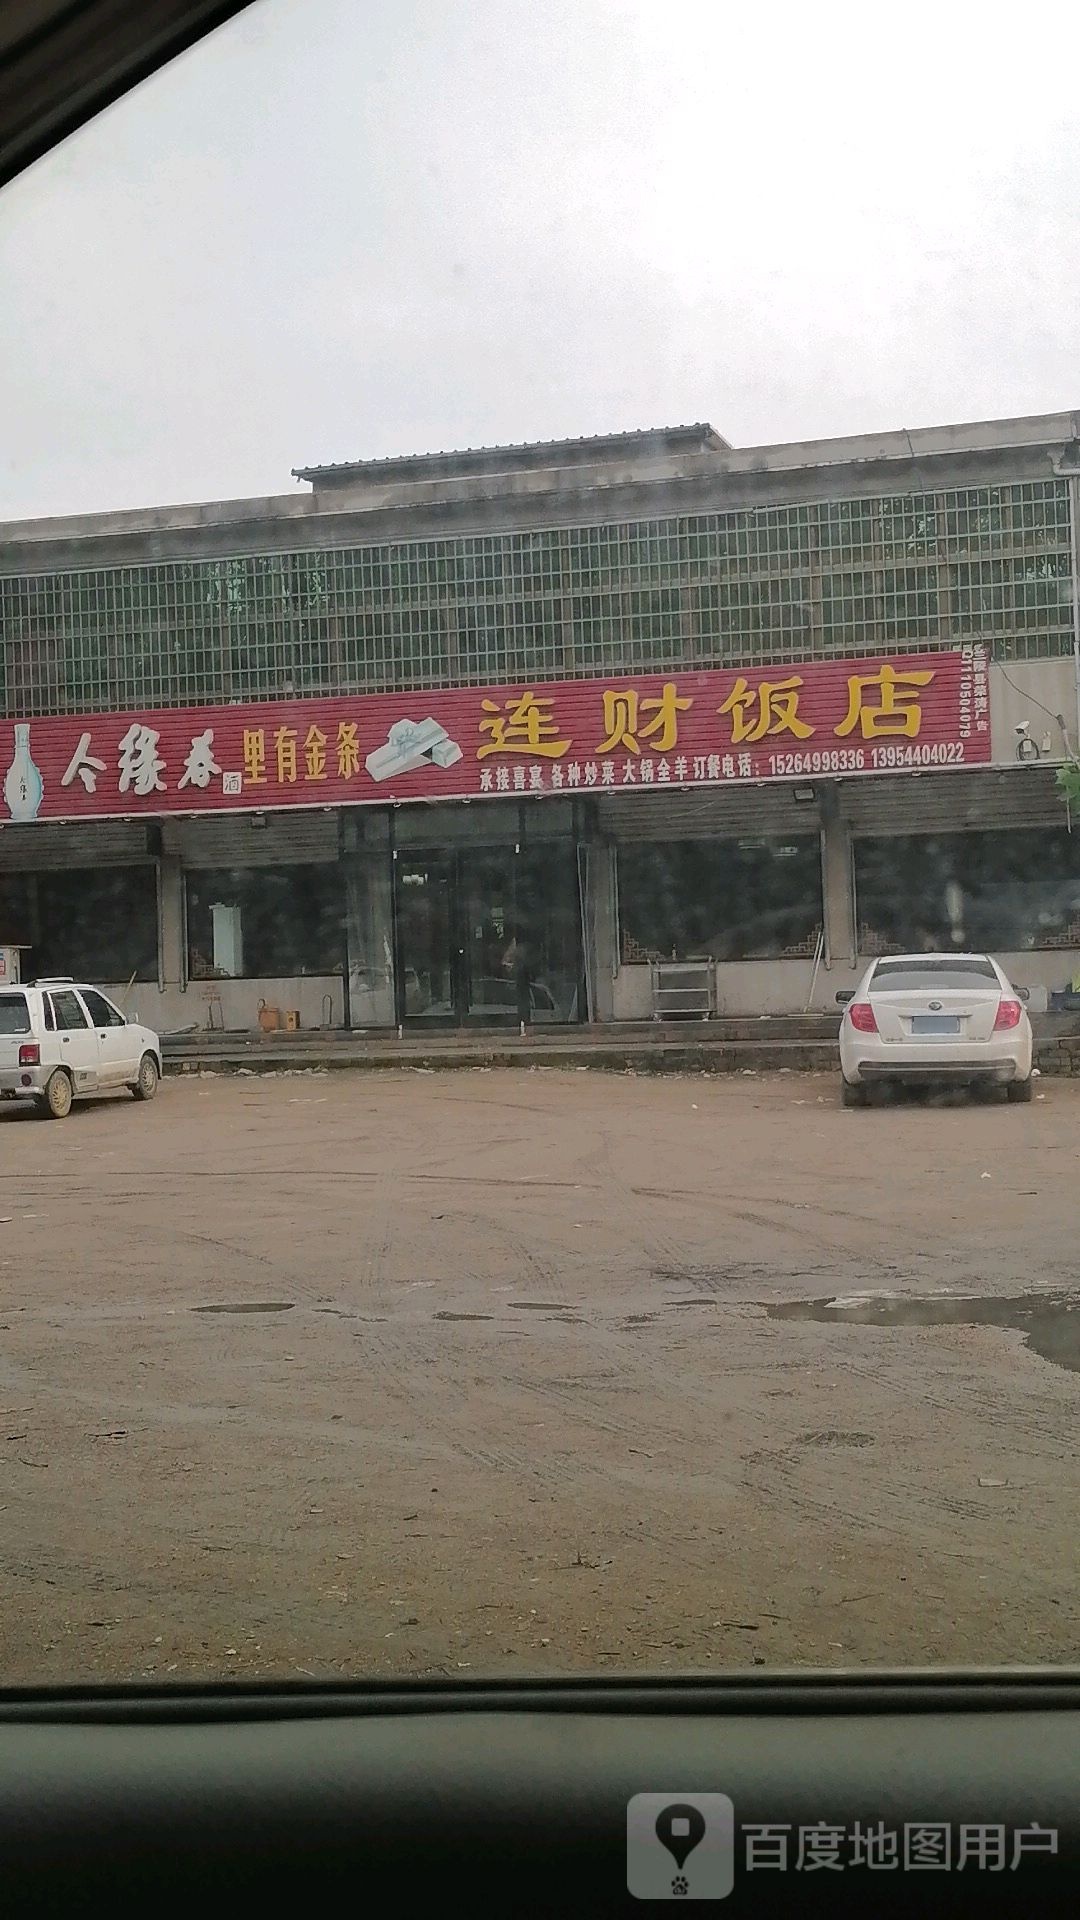 今缘春
酒
里有金条
连财饭店
承接喜宴 各种炒菜 大锅全羊 订餐电话：15264998336 13954404022
百度地图用户